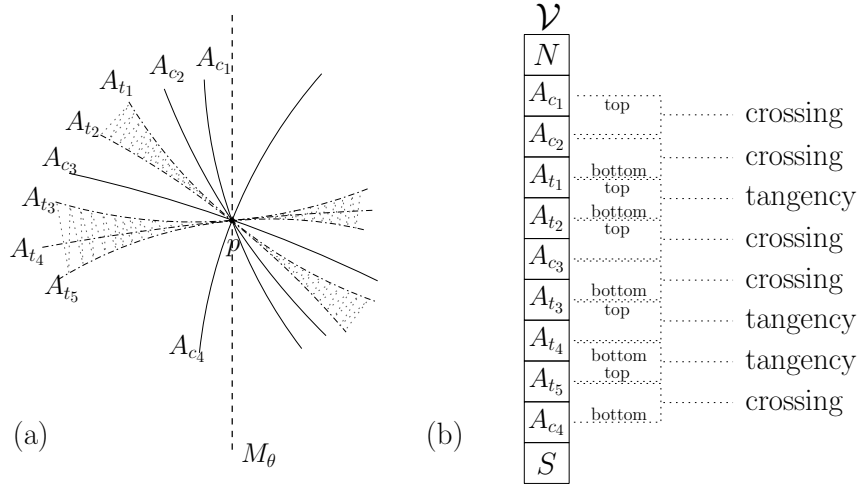 A_{t_1}
A_{c_2}
A_{c_1}
A_{t_2}
A_{c_3}
A_{t_3}
A_{t_4}
A_{t_5}
p
A_{c_4}
(a)
M_θ
𝒱
N
A_{c_1}
top
crossing
A_{c_2}
crossing
bottom
A_{t_1}
top
tangency
bottom
A_{t_2}
top
crossing
A_{c_3}
crossing
bottom
A_{t_3}
top
tangency
A_{t_4}
tangency
bottom
A_{t_5}
top
crossing
A_{c_4}
bottom
(b)
S